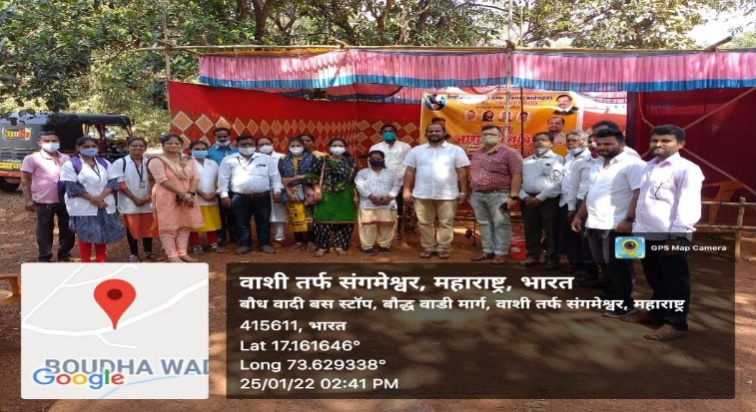 GPS Map Camera
वाशी तर्फ संगमेश्वर, महाराष्ट्र, भारत
बौध वादी बस स्टॉप, बौद्ध वाडी मार्ग, वाशी तर्फ संगमेश्वर, महाराष्ट्र
415611, भारत
Lat 17.161646°
Long 73.629338°
25/01/22 02:41 PM
BOUDHA WAD
Google